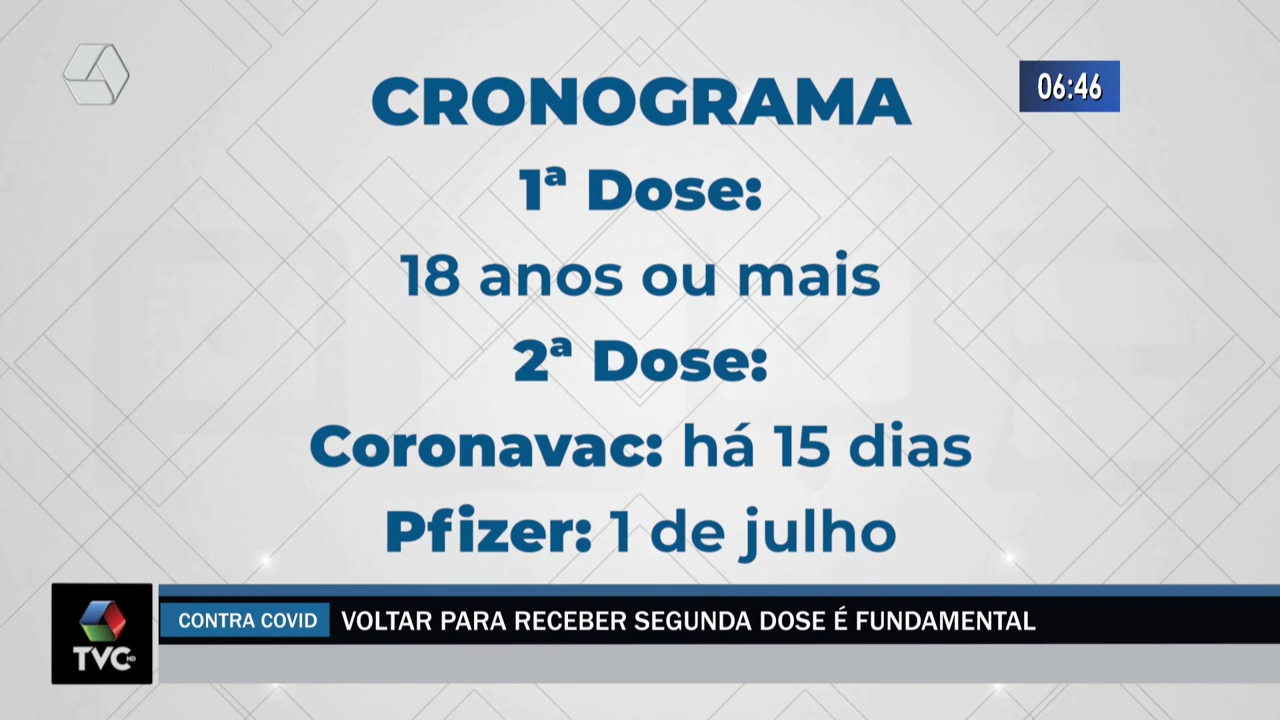 CRONOGRAMA
06:46
1ª Dose:
18 anos ou mais
2ª Dose:
Coronavac: há 15 dias
Pfizer: 1 de julho
CONTRA COVID VOLTAR PARA RECEBER SEGUNDA DOSE É FUNDAMENTAL
TVC HD